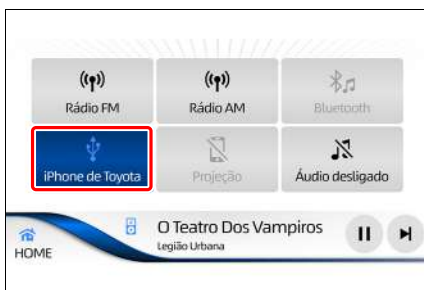 Rádio FM
Rádio AM
Bluetooth
iPhone de Toyota
Projeção
Áudio desligado
O Teatro Dos Vampiros
Legião Urbana
HOME